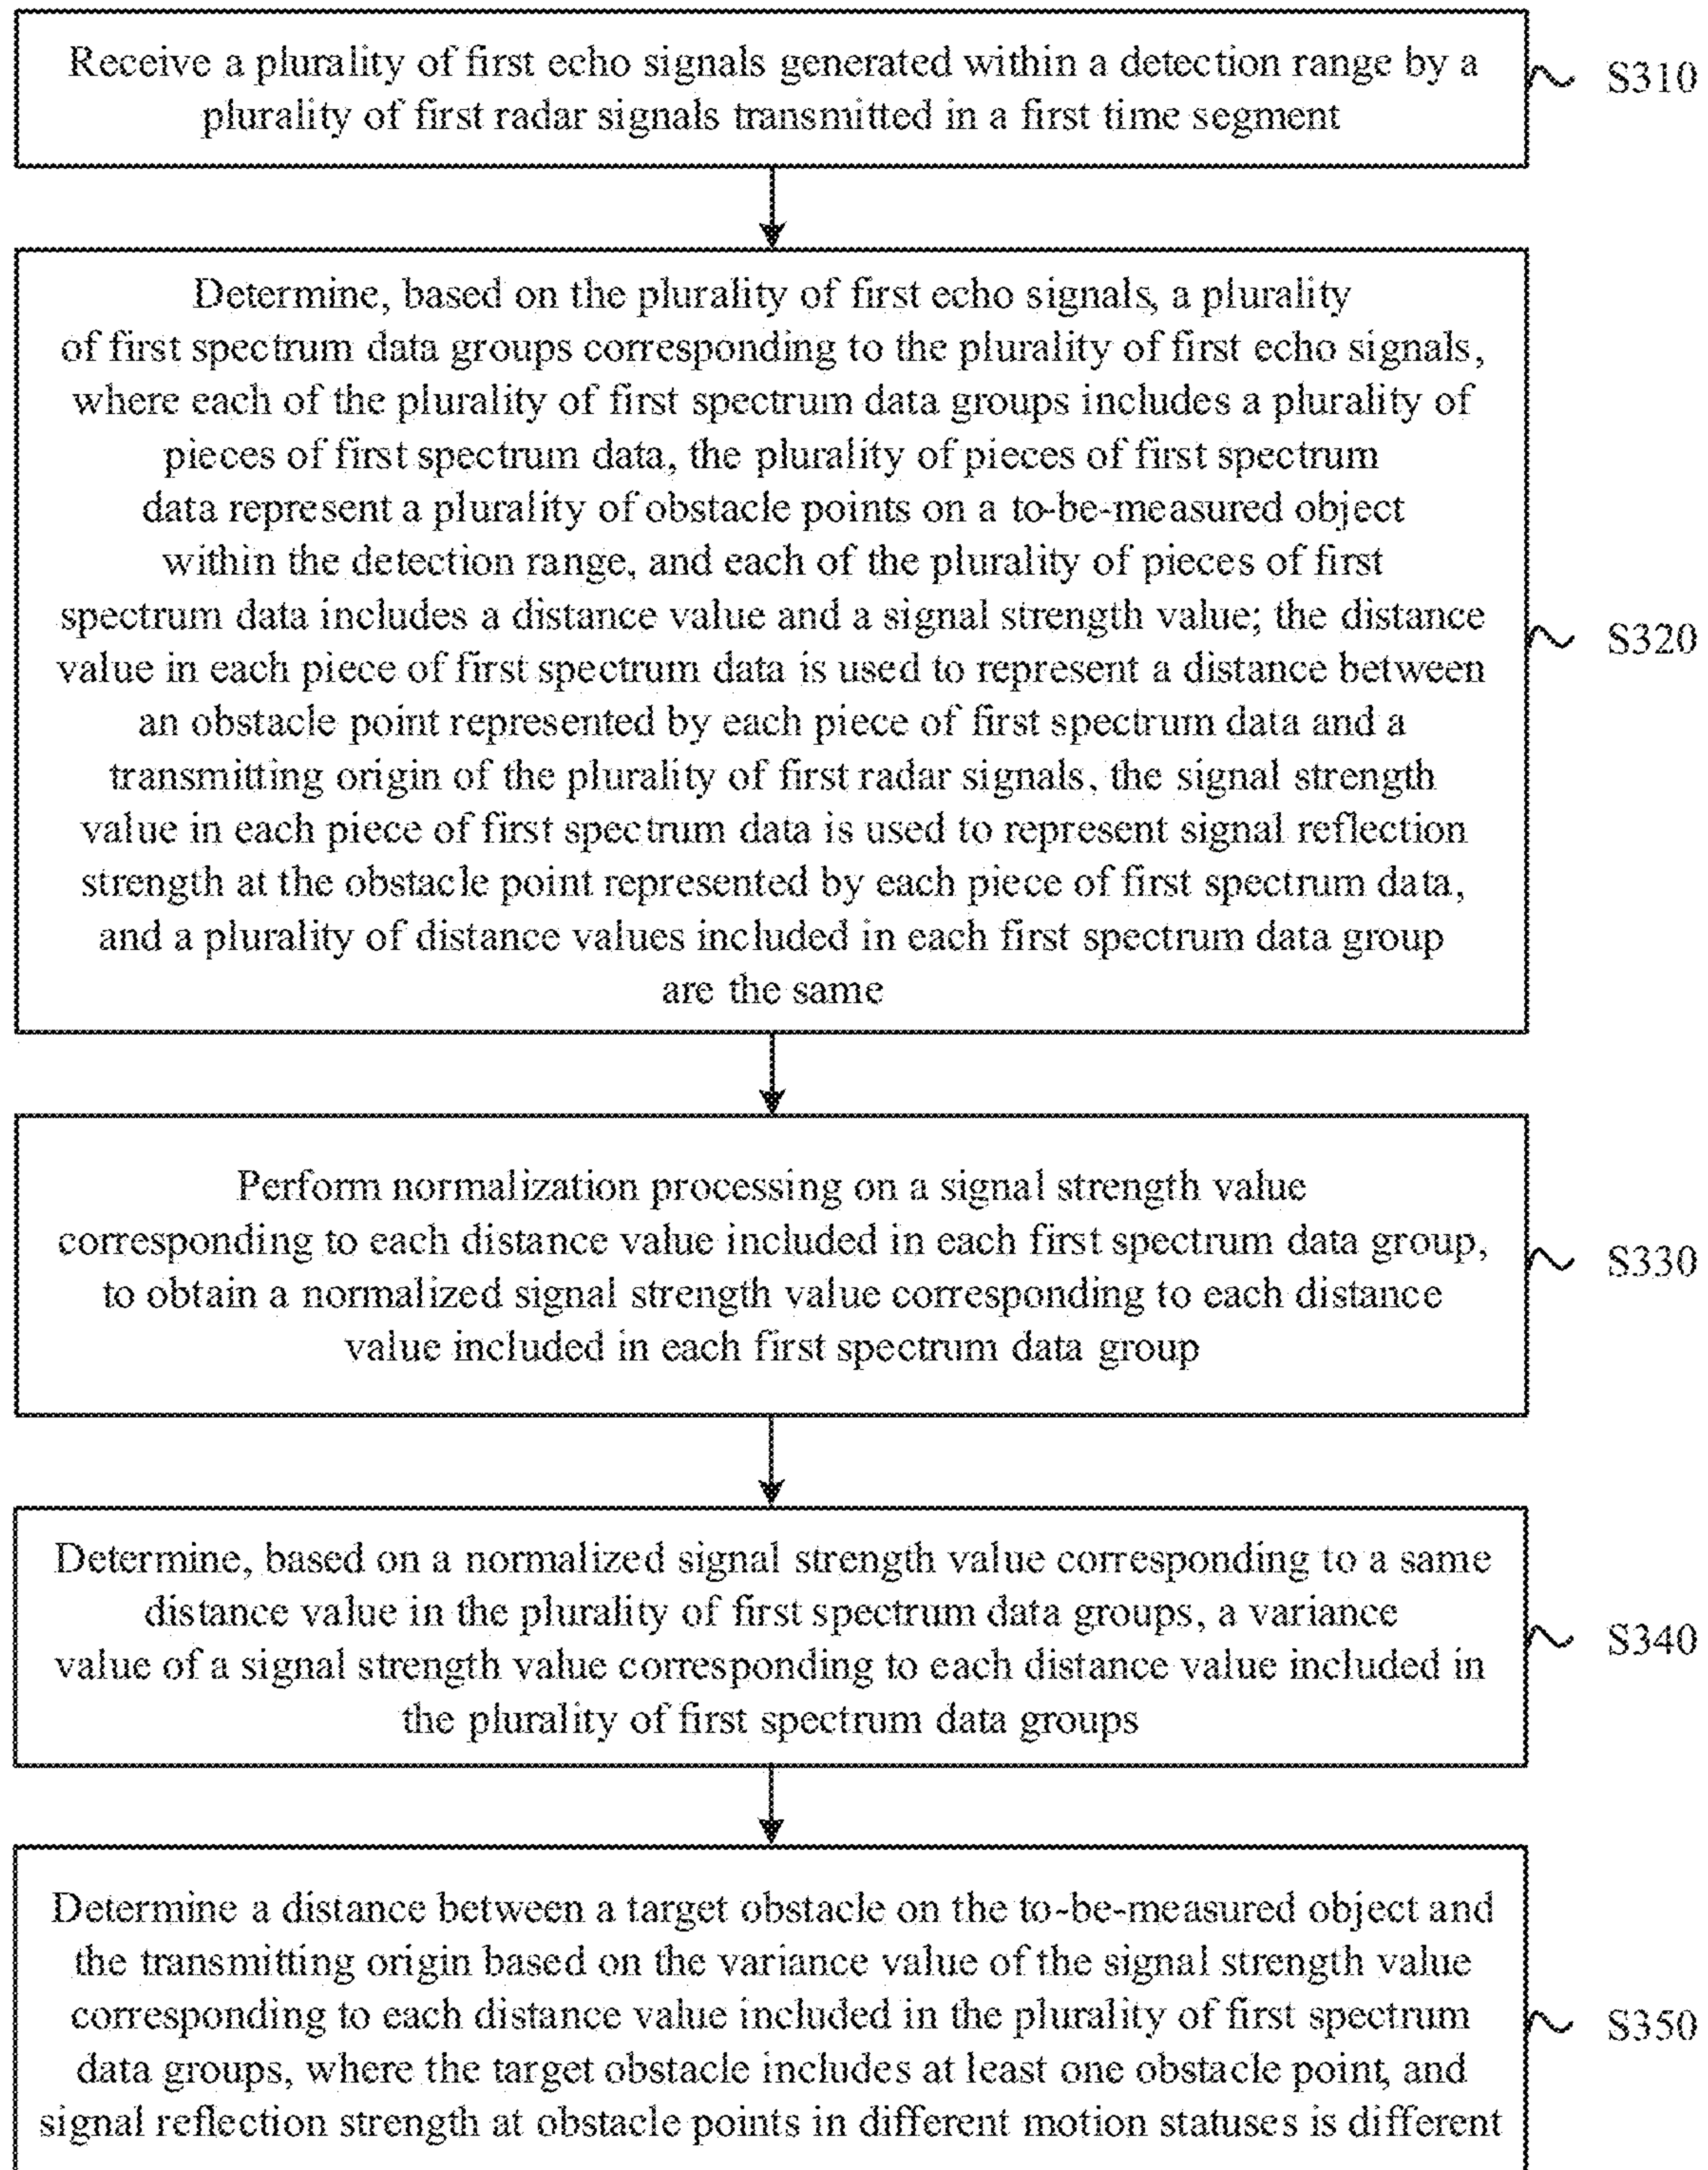 Receive a plurality of first echo signals generated within a detection range by a
plurality of first radar signals transmitted in a first time segment
S310
Determine, based on the plurality of first echo signals, a plurality
of first spectrum data groups corresponding to the plurality of first echo signals,
where each of the plurality of first spectrum data groups includes a plurality of
pieces of first spectrum data, the plurality of pieces of first spectrum
data represent a plurality of obstacle points on a to-be-measured object
within the detection range, and each of the plurality of pieces of first
spectrum data includes a distance value and a signal strength value; the distance
value in each piece of first spectrum data is used to represent a distance between
an obstacle point represented by each piece of first spectrum data and a
transmitting origin of the plurality of first radar signals, the signal strength
value in each piece of first spectrum data is used to represent signal reflection
strength at the obstacle point represented by each piece of first spectrum data,
and a plurality of distance values included in each first spectrum data group
are the same
S320
Perform normalization processing on a signal strength value
corresponding to each distance value included in each first spectrum data group,
to obtain a normalized signal strength value corresponding to each distance
value included in each first spectrum data group
S330
Determine, based on a normalized signal strength value corresponding to a same
distance value in the plurality of first spectrum data groups, a variance
value of a signal strength value corresponding to each distance value included in
the plurality of first spectrum data groups
S340
Determine a distance between a target obstacle on the to-be-measured object and
the transmitting origin based on the variance value of the signal strength value
corresponding to each distance value included in the plurality of first spectrum
data groups, where the target obstacle includes at least one obstacle point, and
signal reflection strength at obstacle points in different motion statuses is different
S350